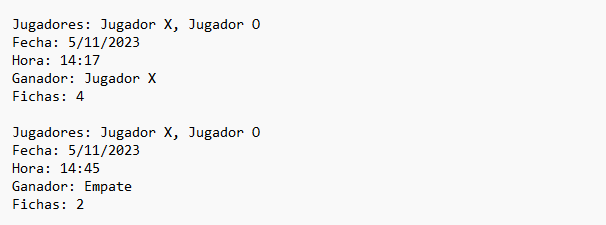 Jugadores: Jugador X, Jugador O
Fecha: 5/11/2023
Hora: 14:17
Ganador: Jugador X
Fichas: 4
Jugadores: Jugador X, Jugador O
Fecha: 5/11/2023
Hora: 14:45
Ganador: Empate
Fichas: 2